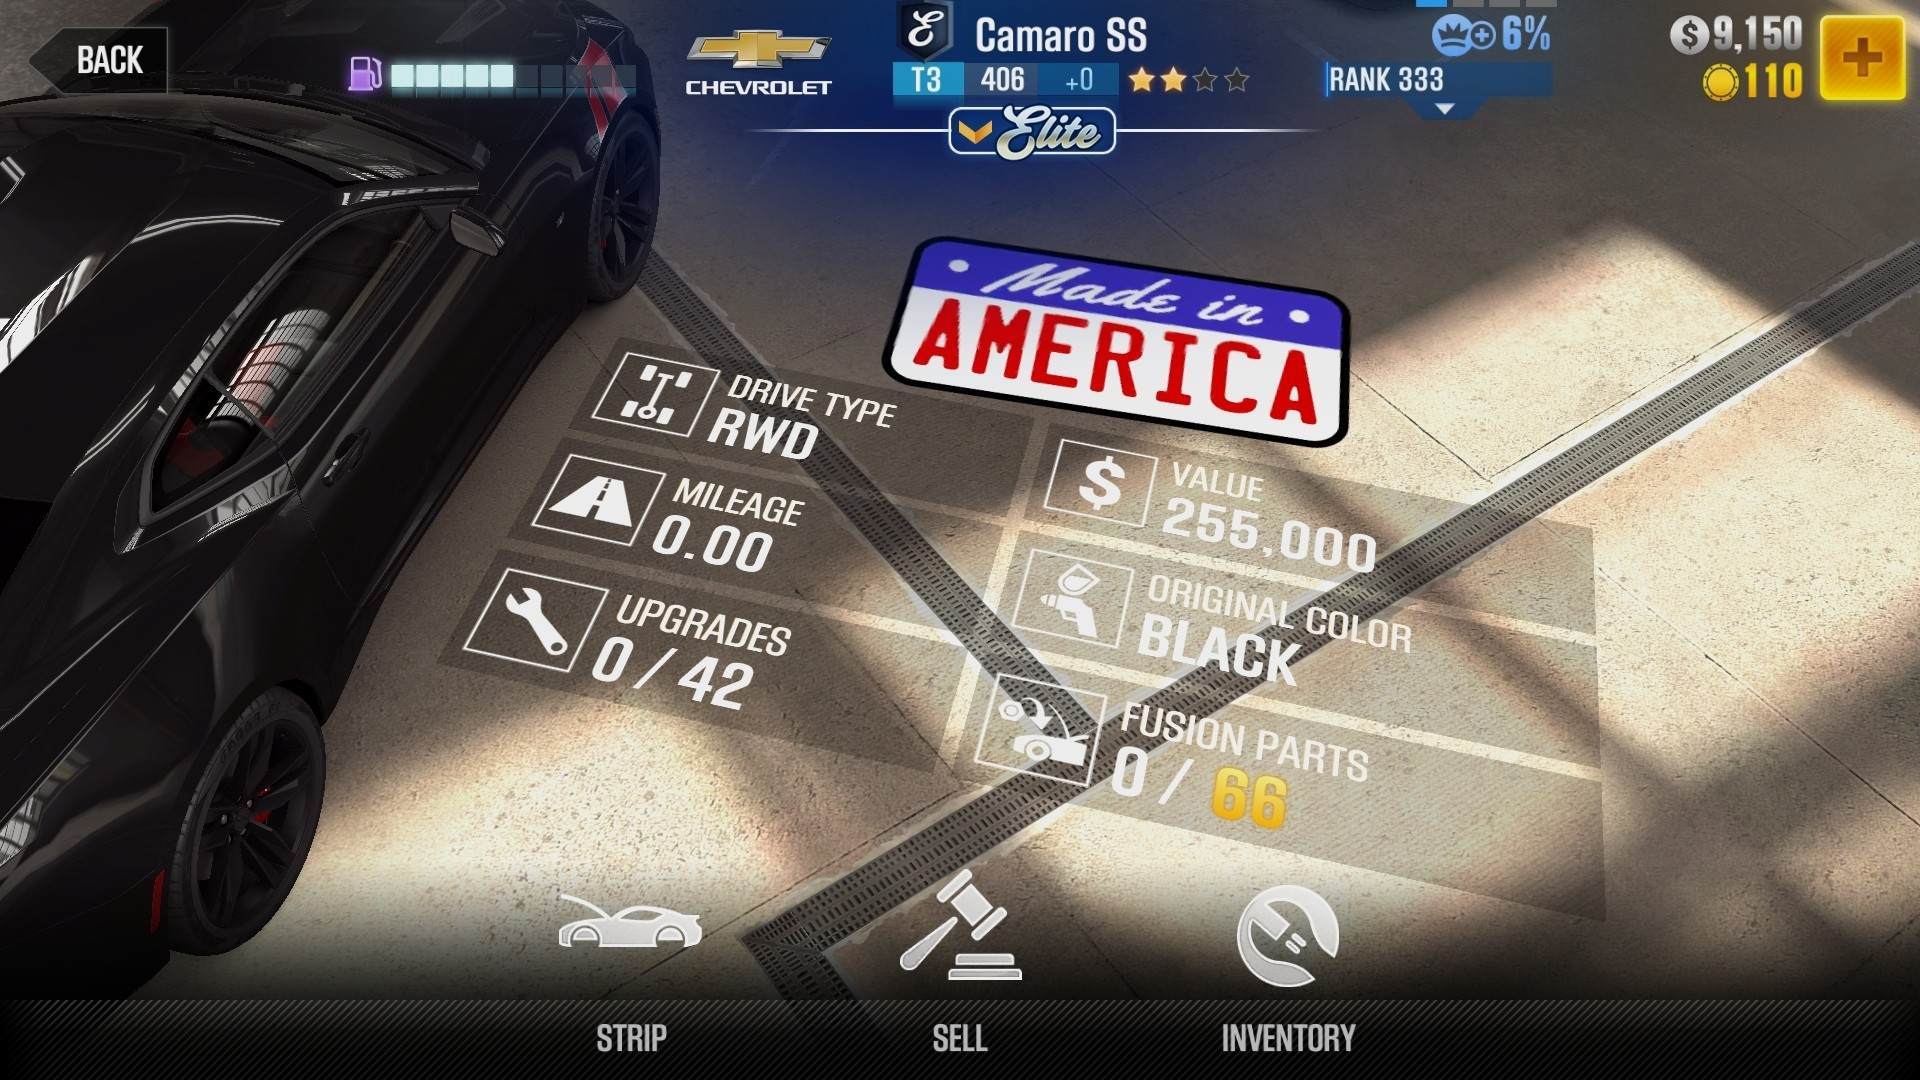 BACK
CHEVROLET
Camaro SS
T3 406 +0
Elite
6%
RANK 333
9,150
110
Made in
AMERICA
DRIVE TYPE
RWD
MILEAGE
0.00
UPGRADES
0 / 42
VALUE
255,000
ORIGINAL COLOR
BLACK
FUSION PARTS
0 / 66
STRIP
SELL
INVENTORY